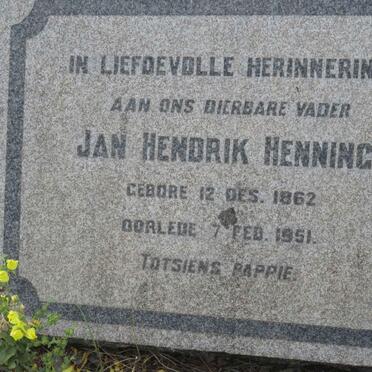 IN LIEFDEVOLLE HERINNERIN
AAN ONS DIERBARE VADER
JAN HENDRIK HENNING
GEBORE 12 DES. 1862
OORLEDE 7 FEB. 1951.
TOTSIENS PAPPIE.